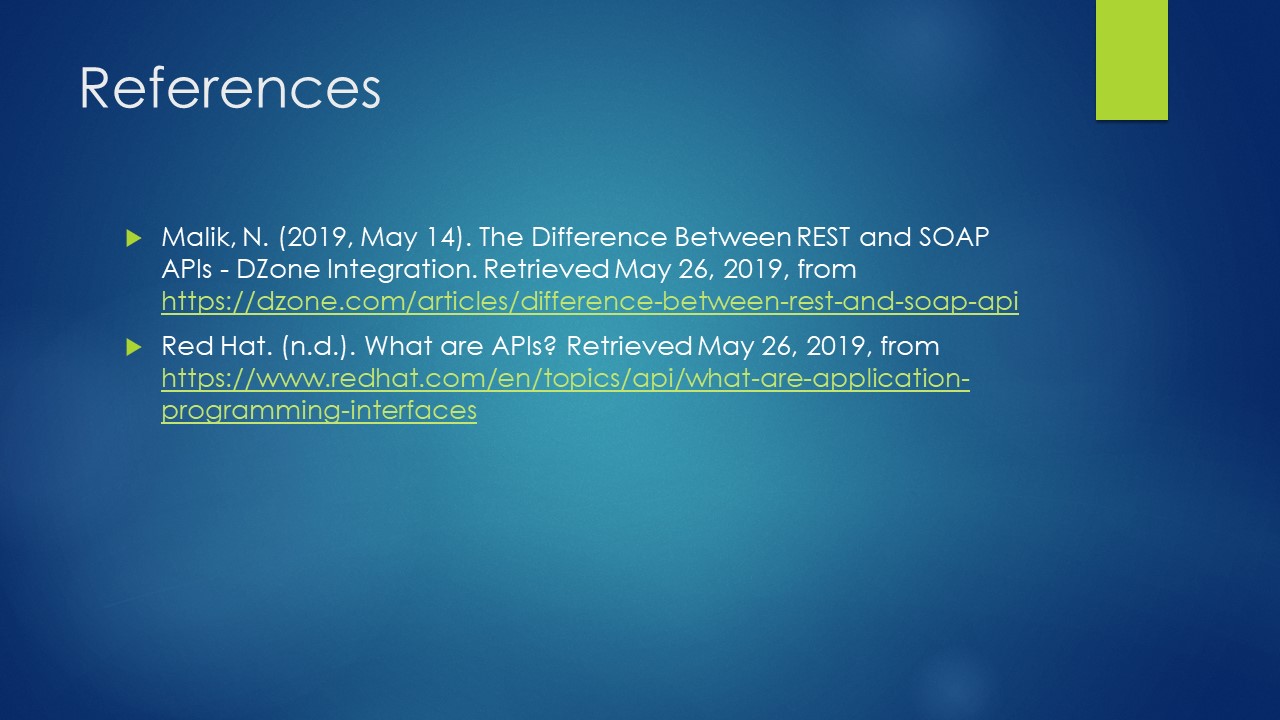 References
Malik, N. (2019, May 14). The Difference Between REST and SOAP
APIs - DZone Integration. Retrieved May 26, 2019, from
https://dzone.com/articles/difference-between-rest-and-soap-api
Red Hat. (n.d.). What are APIs? Retrieved May 26, 2019, from
https://www.redhat.com/en/topics/api/what-are-application-
programming-interfaces